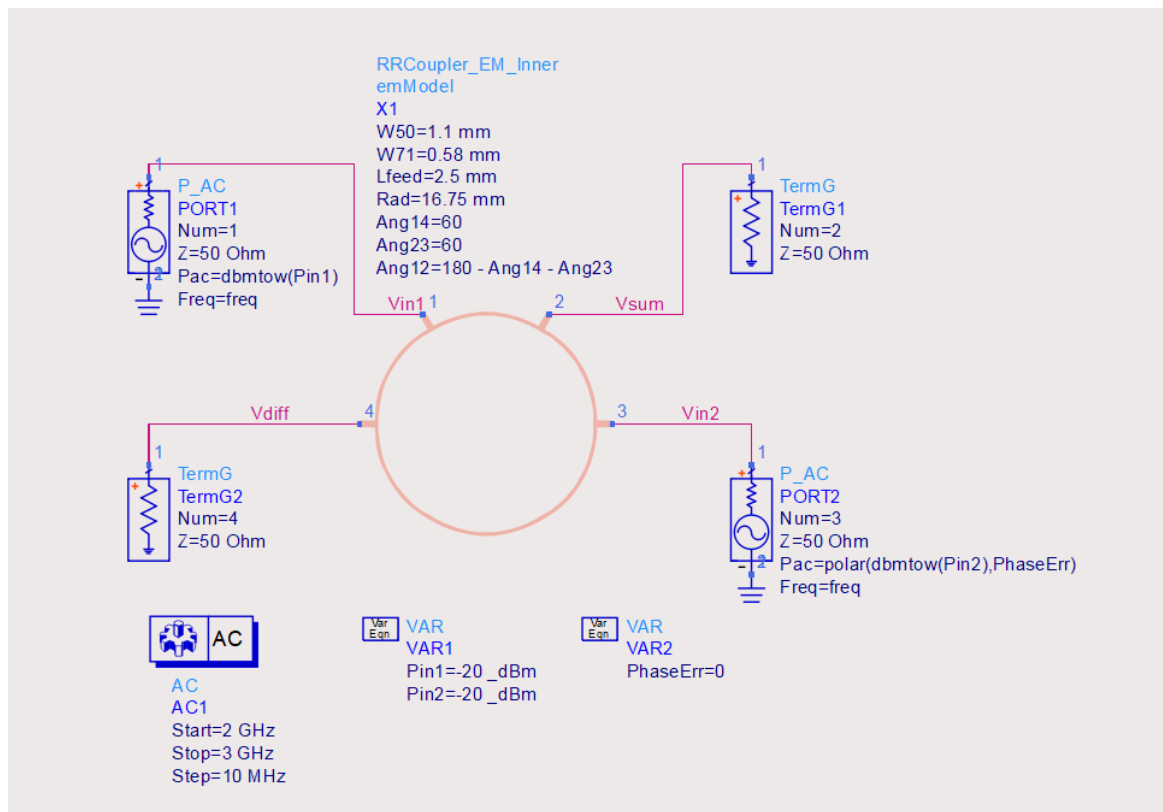 RRCoupler_EM_Inner
emModel
X1
W50=1.1 mm
W71=0.58 mm
Lfeed=2.5 mm
Rad=16.75 mm
Ang14=60
Ang23=60
Ang12=180 - Ang14 - Ang23
1
+
P_AC
PORT1
Num=1
Z=50 Ohm
Pac=dbmtow(Pin1)
Freq=freq
-
2
1
+
TermG
TermG1
Num=2
Z=50 Ohm
Vin1
1
2
Vsum
Vdiff
4
3
Vin2
1
+
TermG
TermG2
Num=4
Z=50 Ohm
1
+
P_AC
PORT2
Num=3
Z=50 Ohm
Pac=polar(dbmtow(Pin2),PhaseErr)
Freq=freq
-
2
AC
AC
AC1
Start=2 GHz
Stop=3 GHz
Step=10 MHz
Var
Eqn
VAR
VAR1
Pin1=-20 _dBm
Pin2=-20 _dBm
Var
Eqn
VAR
VAR2
PhaseErr=0